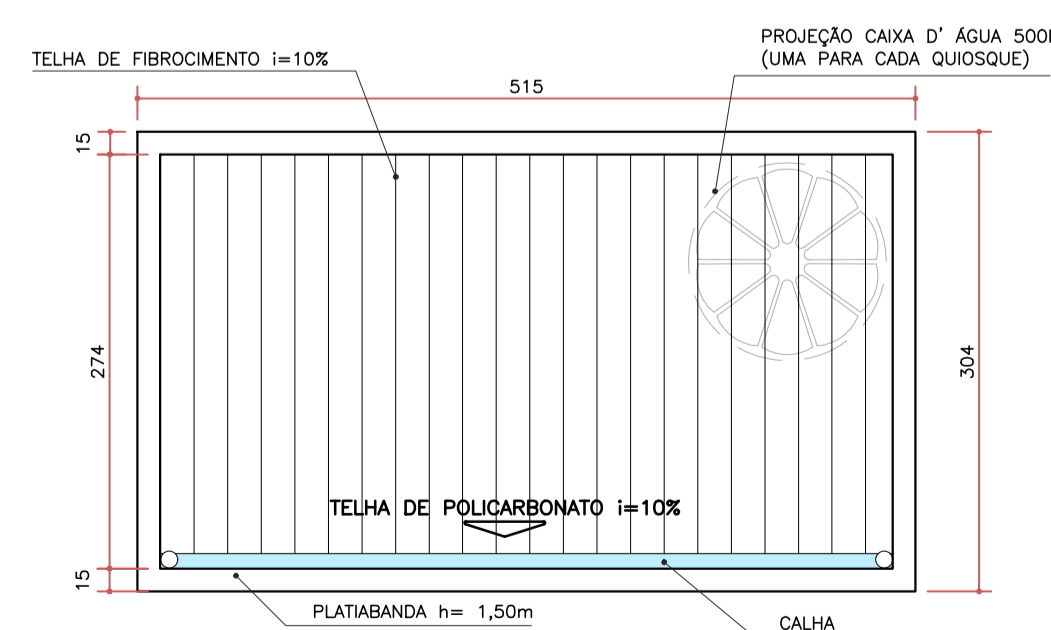 PROJEÇÃO CAIXA D' ÁGUA 500l
(UMA PARA CADA QUIOSQUE)
TELHA DE FIBROCIMENTO i=10%
515
15
274
304
TELHA DE POLICARBONATO i=10%
15
PLATIABANDA h= 1,50m
CALHA